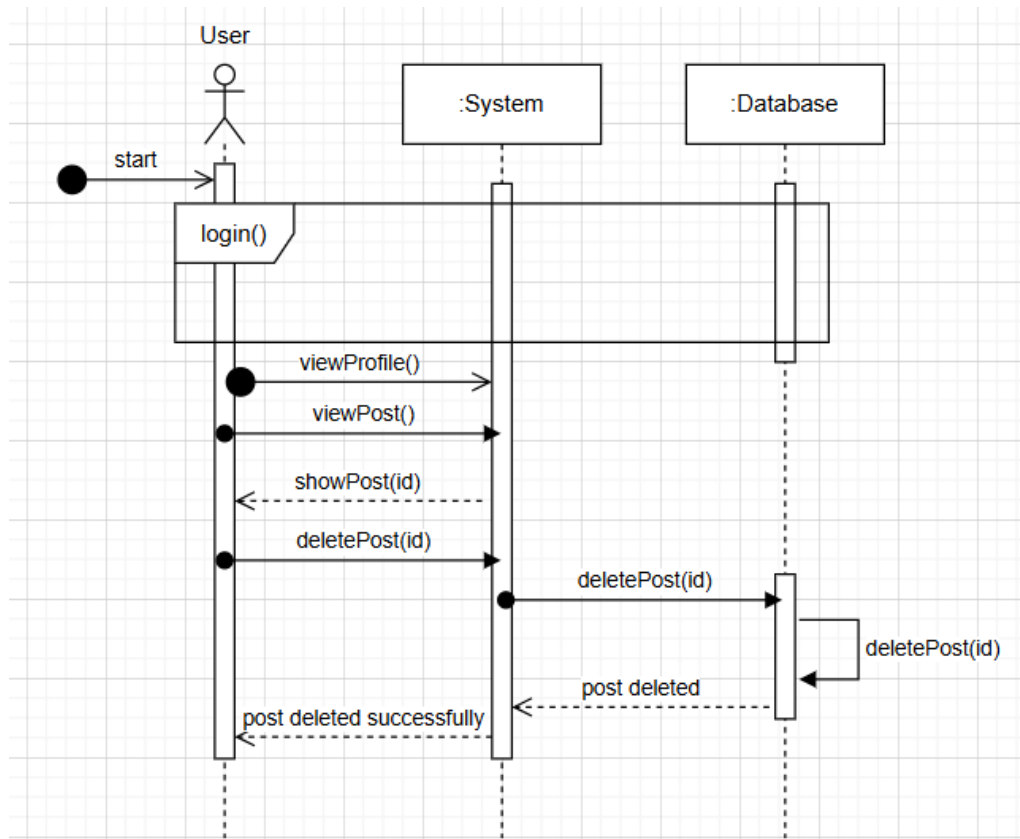 User
:System
:Database
start
login()
viewProfile()
viewPost()
showPost(id)
deletePost(id)
deletePost(id)
deletePost(id)
post deleted
post deleted successfully